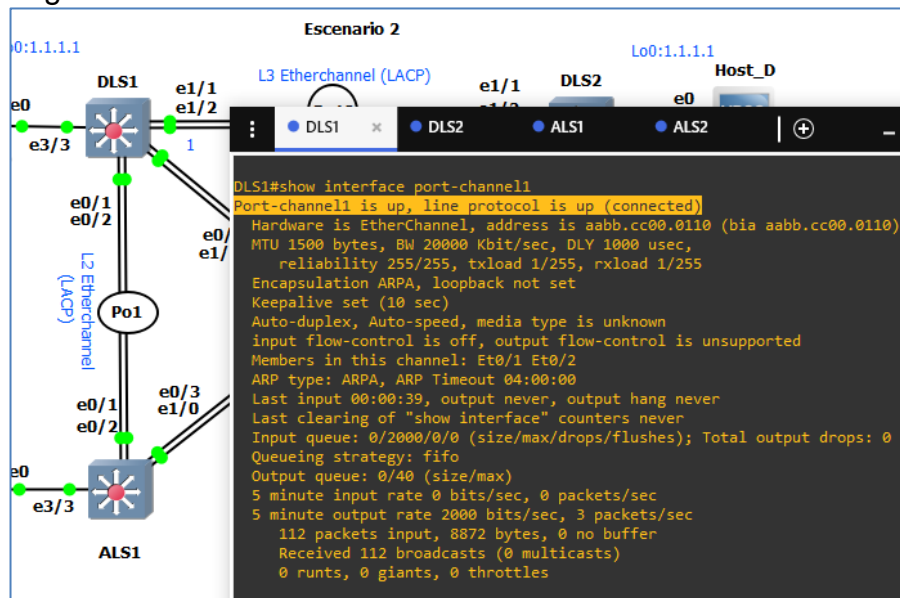 Escenario 2
0:1.1.1.1
Lo0:1.1.1.1
L3 Etherchannel (LACP)
DLS1
e1/1
e1/2
e1/1
DLS2
Host_D
e0
e0
e3/3
1
DLS1 ×
DLS2
ALS1
ALS2
e0/1
e0/2
L2 Etherchannel
(LACP)
Po1
e0/1
e0/2
e0/3
e1/0
e0
e3/3
ALS1
DLS1#show interface port-channel1
Port-channel1 is up, line protocol is up (connected)
Hardware is EtherChannel, address is aabb.cc00.0110 (bia aabb.cc00.0110)
MTU 1500 bytes, BW 20000 Kbit/sec, DLY 1000 usec,
reliability 255/255, txload 1/255, rxload 1/255
Encapsulation ARPA, loopback not set
Keepalive set (10 sec)
Auto-duplex, Auto-speed, media type is unknown
input flow-control is off, output flow-control is unsupported
Members in this channel: Et0/1 Et0/2
ARP type: ARPA, ARP Timeout 04:00:00
Last input 00:00:39, output never, output hang never
Last clearing of "show interface" counters never
Input queue: 0/2000/0/0 (size/max/drops/flushes); Total output drops: 0
Queueing strategy: fifo
Output queue: 0/40 (size/max)
5 minute input rate 0 bits/sec, 0 packets/sec
5 minute output rate 2000 bits/sec, 3 packets/sec
112 packets input, 8872 bytes, 0 no buffer
Received 112 broadcasts (0 multicasts)
0 runts, 0 giants, 0 throttles